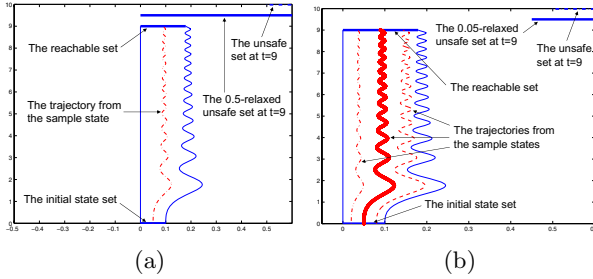 The reachable set
The unsafe
set at t=9
The trajectory from
the sample state
The 0.5-relaxed
unsafe set at t=9
The initial state set
10
9
8
7
6
5
4
3
2
1
0
-0.5 -0.4 -0.3 -0.2 -0.1 0 0.1 0.2 0.3 0.4 0.5
(a)
The 0.05-relaxed
unsafe set at t=9
The unsafe
set at t=9
The reachable set
The trajectories from
the sample states
The initial state set
10
9
8
7
6
5
4
3
2
1
0
0 0.1 0.2 0.3 0.4 0.5
(b)